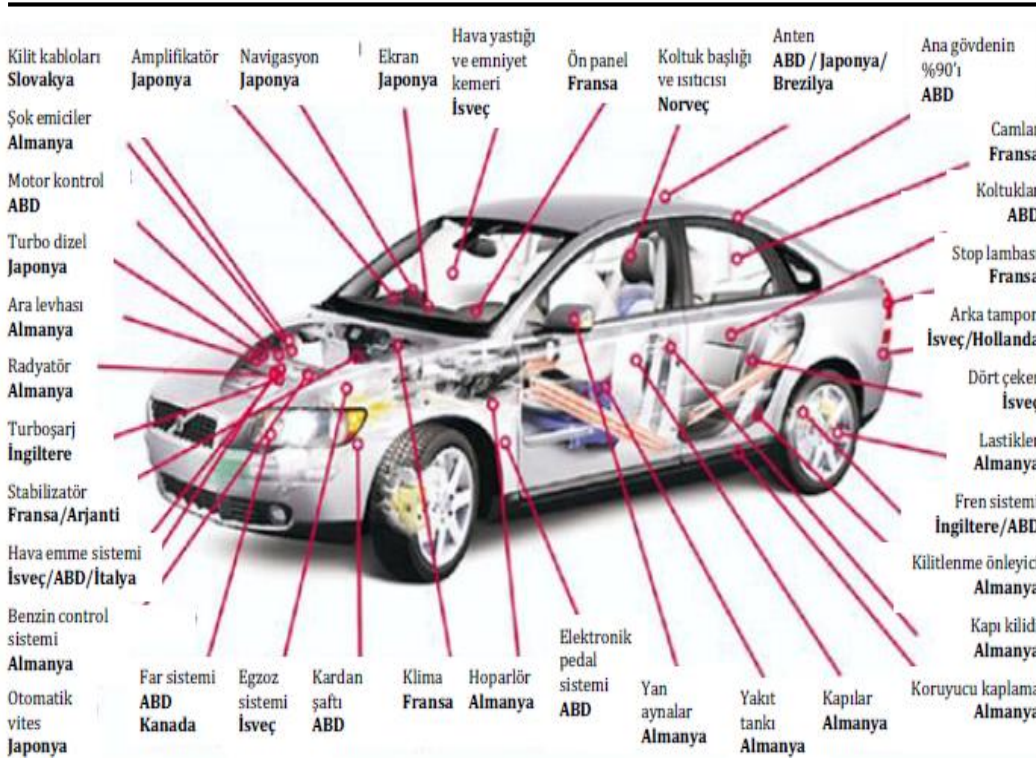 Kilit kabloları
Slovakya
Amplifikatör
Japonya
Navigasyon
Japonya
Ekran
Japonya
Hava yastığı
ve emniyet
kemeri
İsveç
Ön panel
Fransa
Koltuk başlığı
ve ısıtıcısı
Norveç
Anten
ABD / Japonya/
Brezilya
Ana gövdenin
%90'ı
ABD
Şok emiciler
Almanya
Motor kontrol
ABD
Turbo dizel
Japonya
Ara levhası
Almanya
Radyatör
Almanya
Turboşarj
İngiltere
Stabilizatör
Fransa/Arjanti
Hava emme sistemi
İsveç/ABD/İtalya
Benzin control
sistemi
Almanya
Otomatik
vites
Japonya
Camlar
Fransa
Koltuklar
ABD
Stop lambası
Fransa
Arka tampon
İsveç/Hollanda
Dört çeker
İsveç
Lastikler
Almanya
Fren sistemi
İngiltere/ABD
Kilitlenme önleyici
Almanya
Kapı kilidi
Almanya
Koruyucu kaplama
Almanya
Far sistemi
ABD
Kanada
Egzoz
sistemi
İsveç
Kardan
şaftı
ABD
Klima
Fransa
Hoparlör
Almanya
Elektronik
pedal
sistemi
ABD
Yan
aynalar
Almanya
Yakıt
tankı
Almanya
Kapılar
Almanya